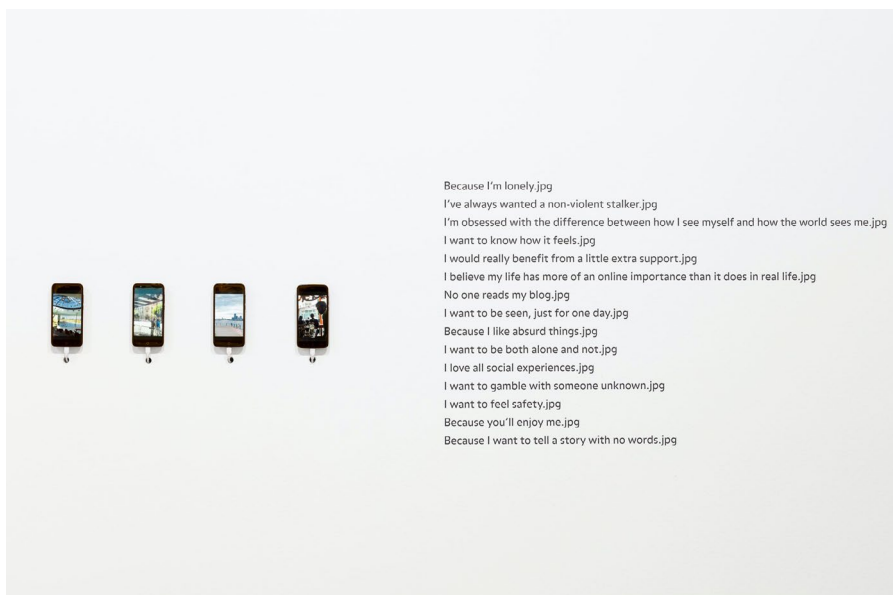 Because I'm lonely.jpg
I've always wanted a non-violent stalker.jpg
I'm obsessed with the difference between how I see myself and how the world sees me.jpg
I want to know how it feels.jpg
I would really benefit from a little extra support.jpg
I believe my life has more of an online importance than it does in real life.jpg
No one reads my blog.jpg
I want to be seen, just for one day.jpg
Because I like absurd things.jpg
I want to be both alone and not.jpg
I love all social experiences.jpg
I want to gamble with someone unknown.jpg
I want to feel safety.jpg
Because you'll enjoy me.jpg
Because I want to tell a story with no words.jpg